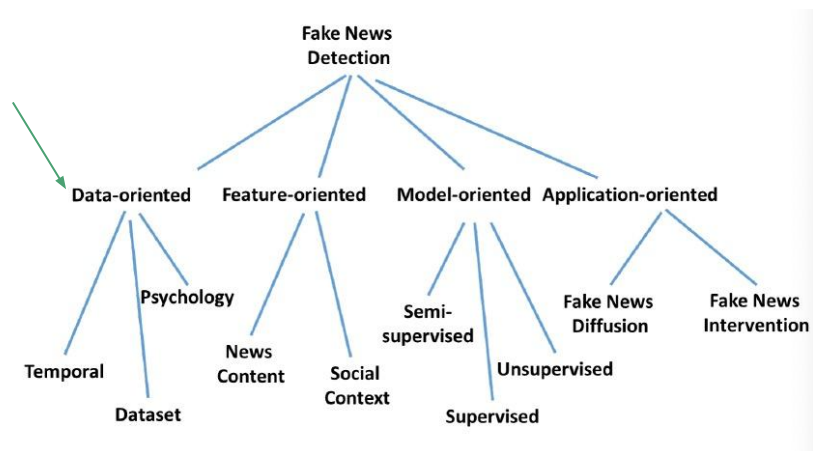 Fake News
Detection
Data-oriented
Feature-oriented
Model-oriented
Application-oriented
Psychology
Temporal
Dataset
News
Content
Social
Context
Semi-
supervised
Unsupervised
Supervised
Fake News
Diffusion
Fake News
Intervention